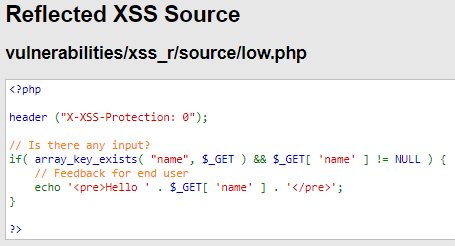 Reflected XSS Source
vulnerabilities/xss_r/source/low.php
<?php
header ("X-XSS-Protection: 0");
// Is there any input?
if( array_key_exists( "name", $_GET ) && $_GET[ 'name' ] != NULL ) {
    // Feedback for end user
    echo '<pre>Hello ' . $_GET[ 'name' ] . '</pre>';
}
?>